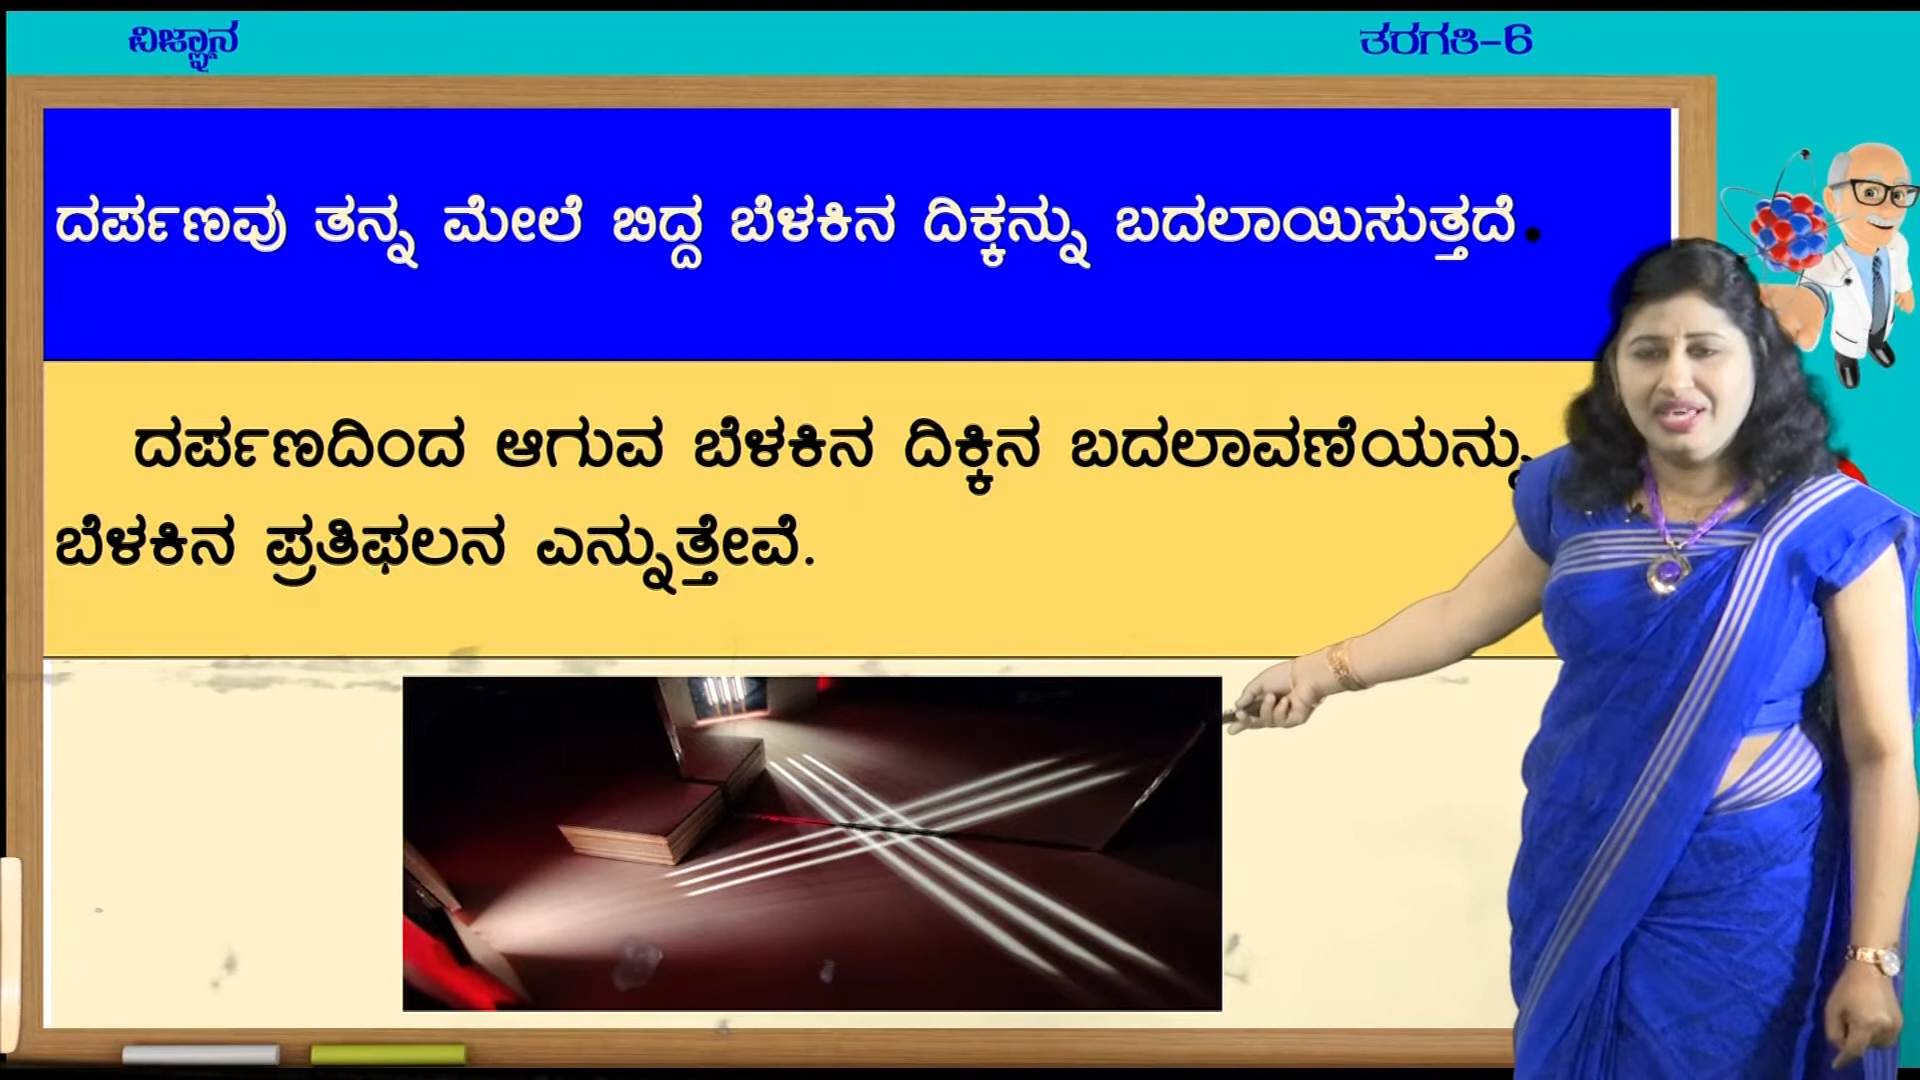 ವಿಜ್ಞಾನ
ತರಗತಿ-6
ದರ್ಪಣವು ತನ್ನ ಮೇಲೆ ಬಿದ್ದ ಬೆಳಕಿನ ದಿಕ್ಕನ್ನು ಬದಲಾಯಿಸುತ್ತದೆ.
ದರ್ಪಣದಿಂದ ಆಗುವ ಬೆಳಕಿನ ದಿಕ್ಕಿನ ಬದಲಾವಣೆಯನ್ನು
ಬೆಳಕಿನ ಪ್ರತಿಫಲನ ಎನ್ನುತ್ತೇವೆ.